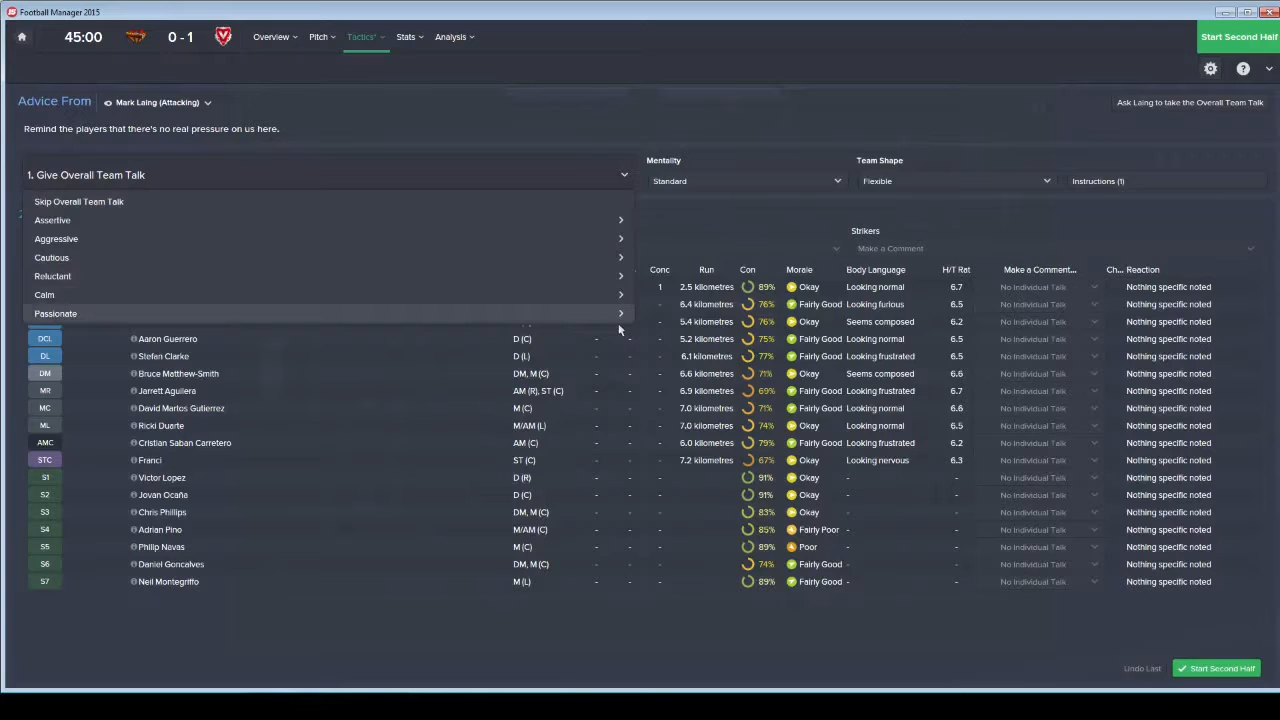 Football Manager 2015
45:00 0 - 1 Overview Pitch Tactics* Stats Analysis Start Second Half
Advice From Mark Laing (Attacking) Ask Laing to take the Overall Team Talk
Remind the players that there's no real pressure on us here.
Mentality Team Shape
1. Give Overall Team Talk Standard Flexible Instructions (1)
Skip Overall Team Talk
Assertive
Strikers
Aggressive Make a Comment
Cautious
Conc Run Con Morale Body Language H/T Rat Make a Comment... Ch... Reaction
Reluctant
1 2.5 kilometres 89% Okay Looking normal 6.7 No Individual Talk Nothing specific noted
Calm
- 6.4 kilometres 76% Fairly Good Looking furious 6.5 No Individual Talk Nothing specific noted
Passionate
- 5.4 kilometres 76% Okay Seems composed 6.2 No Individual Talk Nothing specific noted
DCL Aaron Guerrero D (C) - - - 5.2 kilometres 75% Fairly Good Looking normal 6.5 No Individual Talk Nothing specific noted
DL Stefan Clarke D (L) - - - 6.1 kilometres 77% Fairly Good Looking frustrated 6.5 No Individual Talk Nothing specific noted
DM Bruce Matthew-Smith DM, M (C) - - - 6.6 kilometres 71% Okay Seems composed 6.6 No Individual Talk Nothing specific noted
MR Jarrett Aguilera AM (R), ST (C) - - - 6.9 kilometres 69% Fairly Good Looking frustrated 6.7 No Individual Talk Nothing specific noted
MC David Martos Gutierrez M (C) - - - 7.0 kilometres 71% Fairly Good Looking normal 6.6 No Individual Talk Nothing specific noted
ML Ricki Duarte M/AM (L) - - - 7.0 kilometres 74% Okay Looking normal 6.5 No Individual Talk Nothing specific noted
AMC Cristian Saban Carretero AM (C) - - - 6.0 kilometres 79% Fairly Good Looking frustrated 6.2 No Individual Talk Nothing specific noted
STC Franci ST (C) - - - 7.2 kilometres 67% Okay Looking nervous 6.3 No Individual Talk Nothing specific noted
S1 Victor Lopez D (R) - - - 91% Okay - - No Individual Talk Nothing specific noted
S2 Jovan Ocaña D (C) - - - 91% Okay - - No Individual Talk Nothing specific noted
S3 Chris Phillips DM, M (C) - - - 83% Okay - - No Individual Talk Nothing specific noted
S4 Adrian Pino M/AM (C) - - - 85% Fairly Poor - - No Individual Talk Nothing specific noted
S5 Philip Navas M (C) - - - 89% Poor - - No Individual Talk Nothing specific noted
S6 Daniel Goncalves DM, M (C) - - - 74% Fairly Good - - No Individual Talk Nothing specific noted
S7 Neil Montegriffo M (L) - - - 89% Fairly Good - - No Individual Talk Nothing specific noted
Undo Last Start Second Half